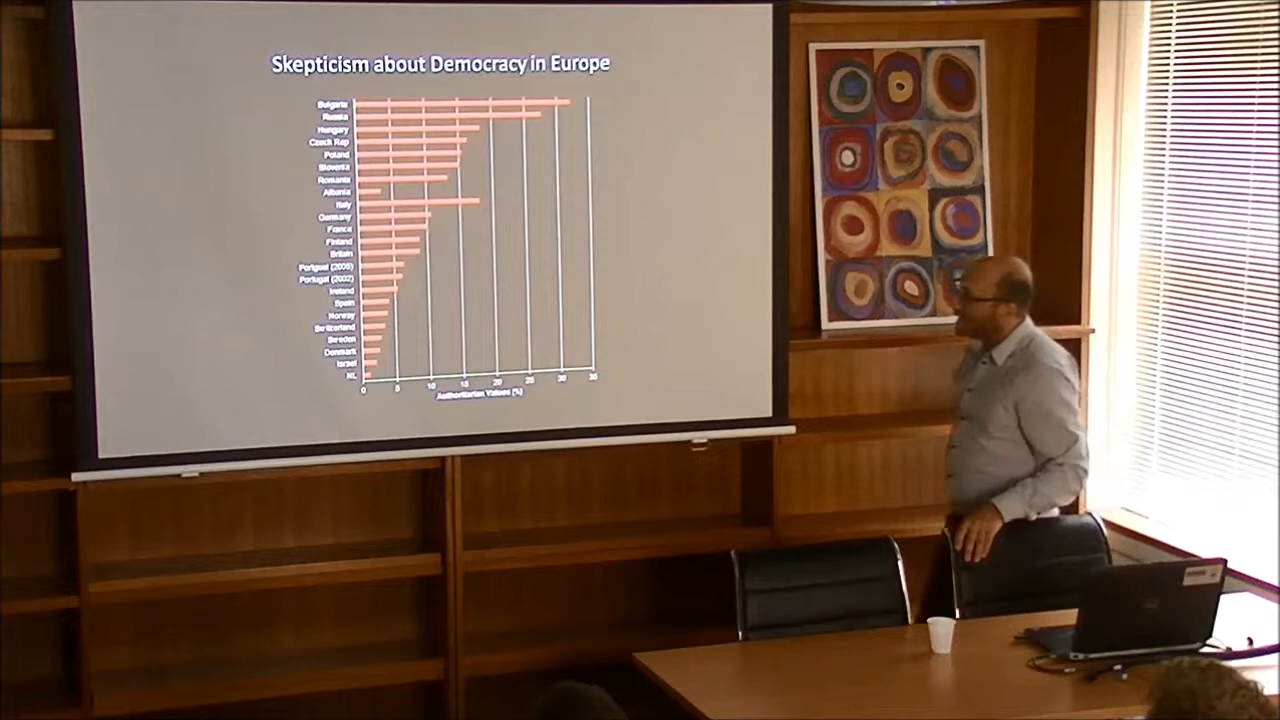 Skepticism about Democracy in Europe
Bulgaria
Russia
Hungary
Czech Rep
Poland
Slovenia
Romania
Albania
Italy
Germany
France
Finland
Britain
Portugal (2002)
Ireland
Spain
Norway
Switzerland
Sweden
Denmark
Israel
NL
0 5 10 15 20 25 30 35
Authoritarian Values (%)